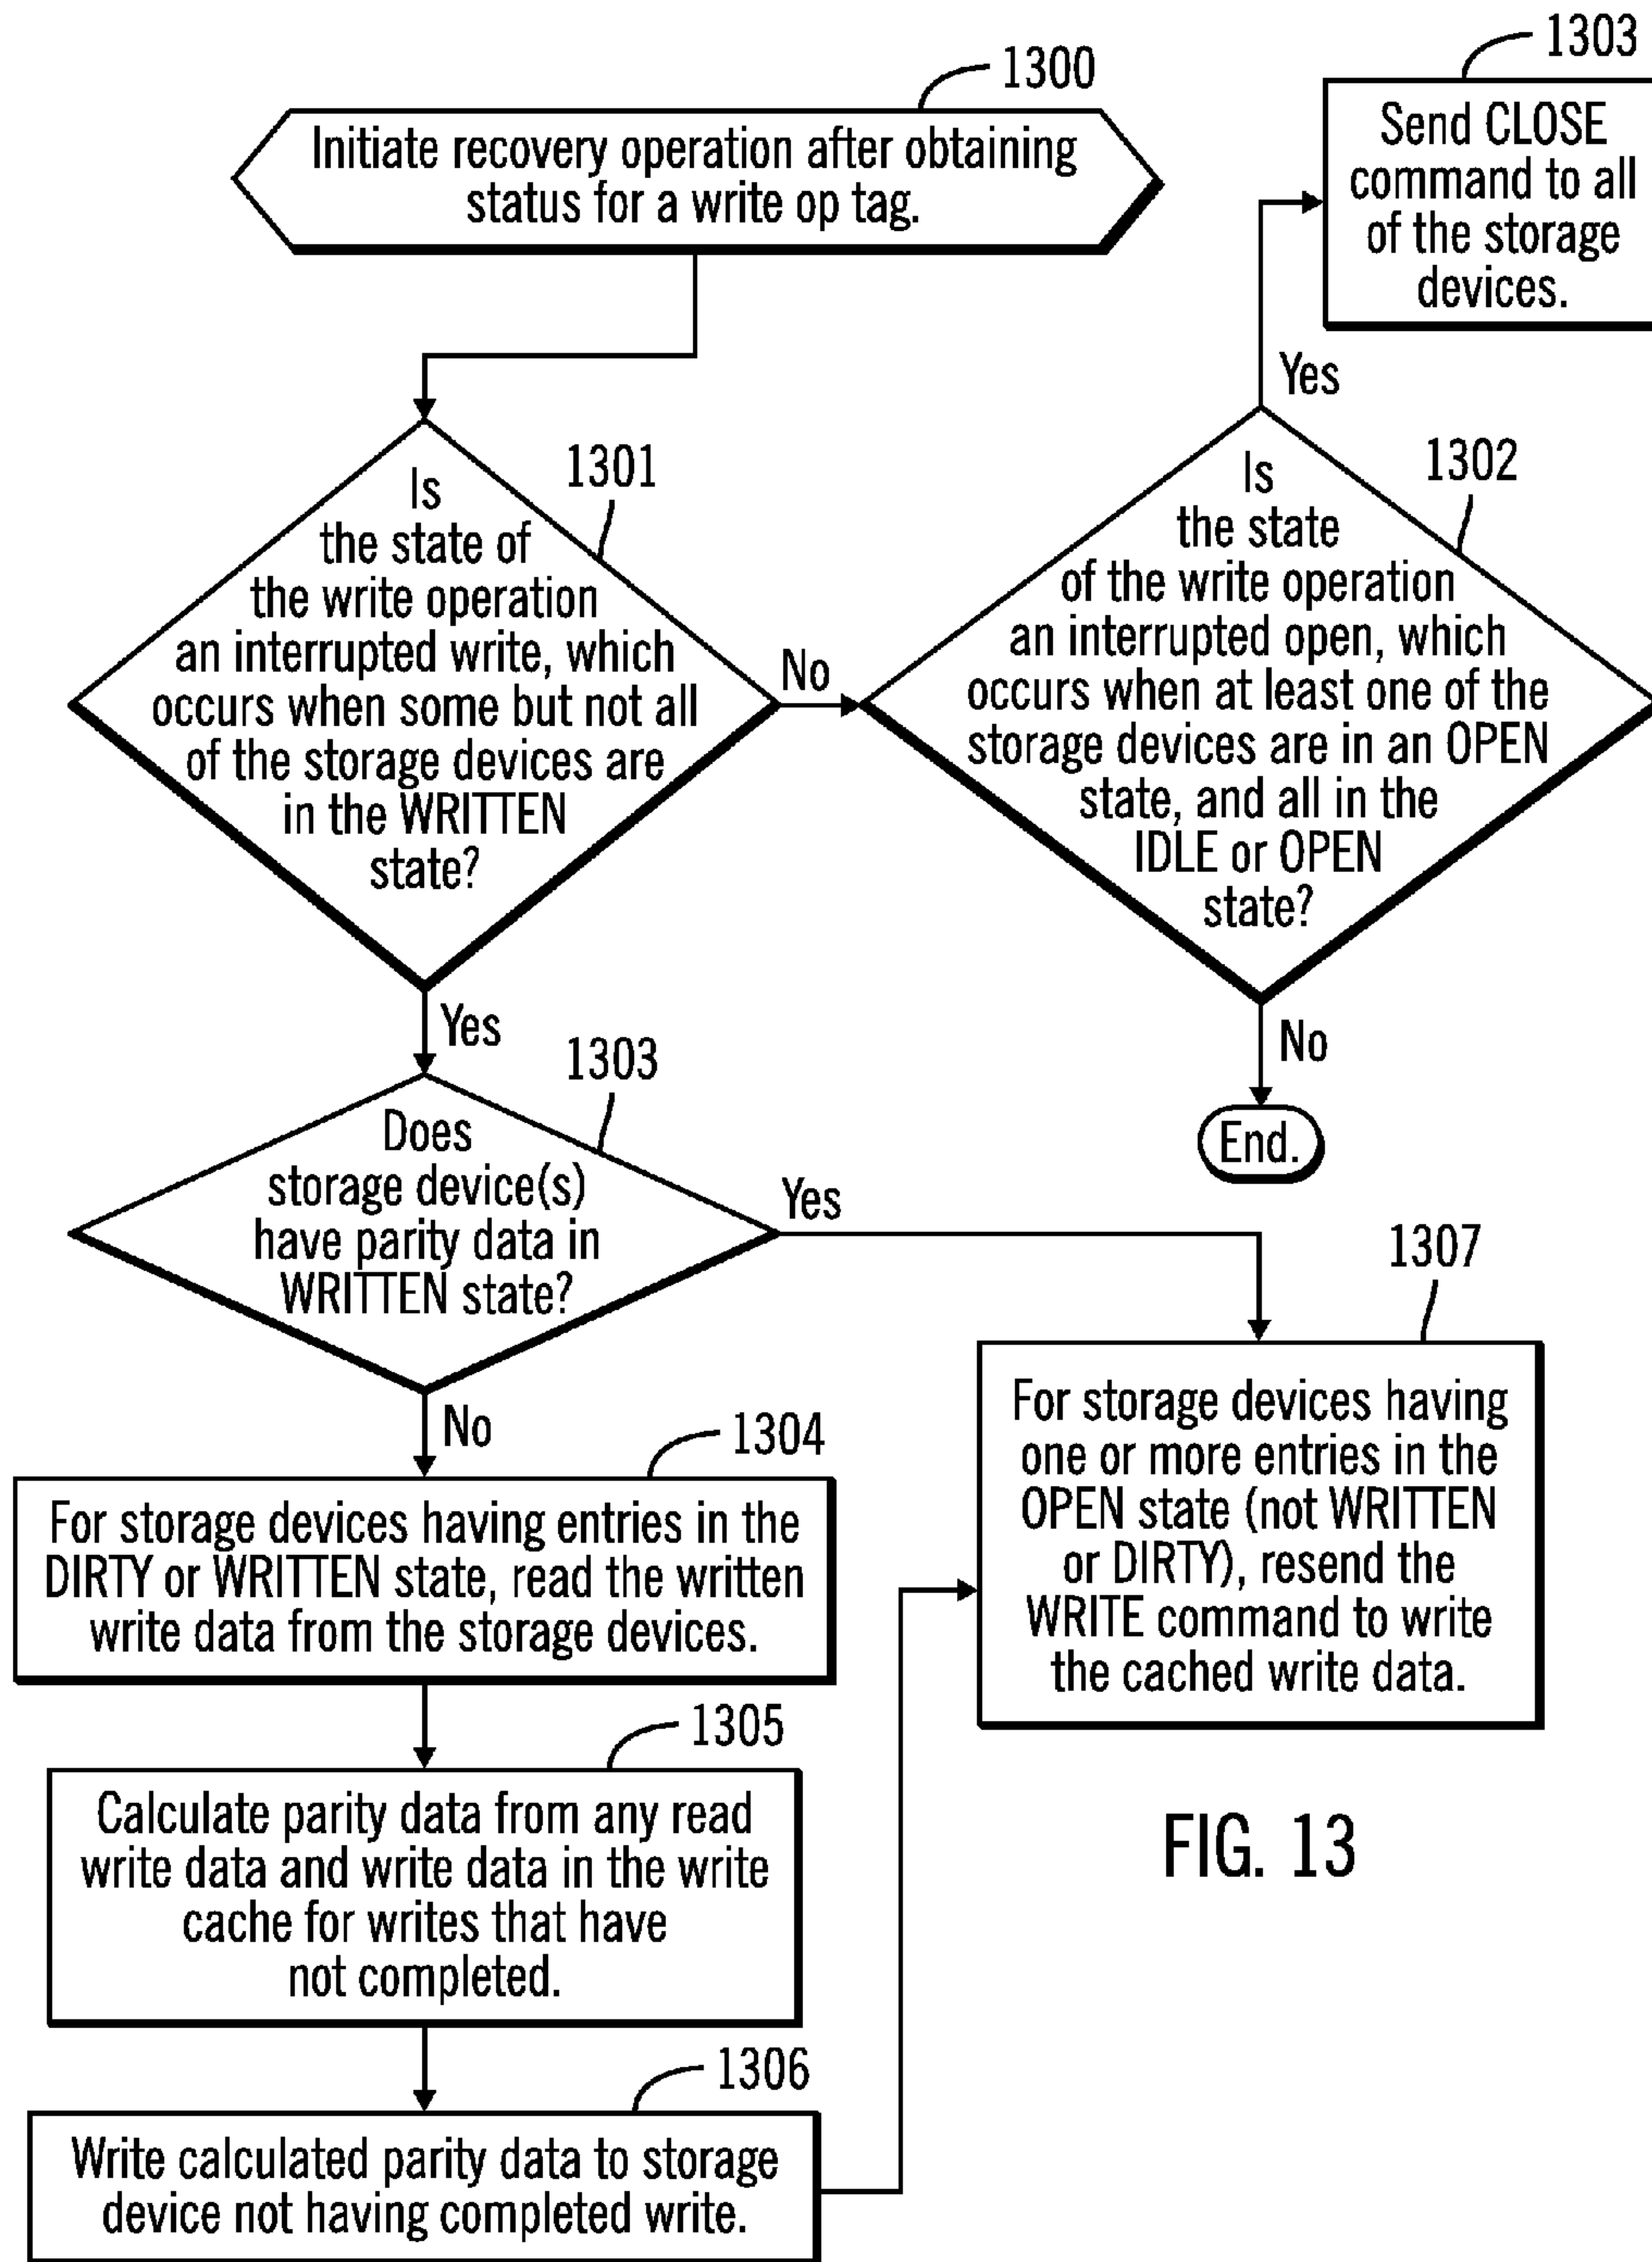 1300
Initiate recovery operation after obtaining
status for a write op tag.
1303
Send CLOSE
command to all
of the storage
devices.
1301
Is
the state of
the write operation
an interrupted write, which
occurs when some but not all
of the storage devices are
in the WRITTEN
state?
No
Yes
1302
Is
the state
of the write operation
an interrupted open, which
occurs when at least one of the
storage devices are in an OPEN
state, and all in the
IDLE or OPEN
state?
Yes
No
End.
1303
Does
storage device(s)
have parity data in
WRITTEN state?
Yes
No
1304
For storage devices having entries in the
DIRTY or WRITTEN state, read the written
write data from the storage devices.
1305
Calculate parity data from any read
write data and write data in the write
cache for writes that have
not completed.
1306
Write calculated parity data to storage
device not having completed write.
1307
For storage devices having
one or more entries in the
OPEN state (not WRITTEN
or DIRTY), resend the
WRITE command to write
the cached write data.
FIG. 13